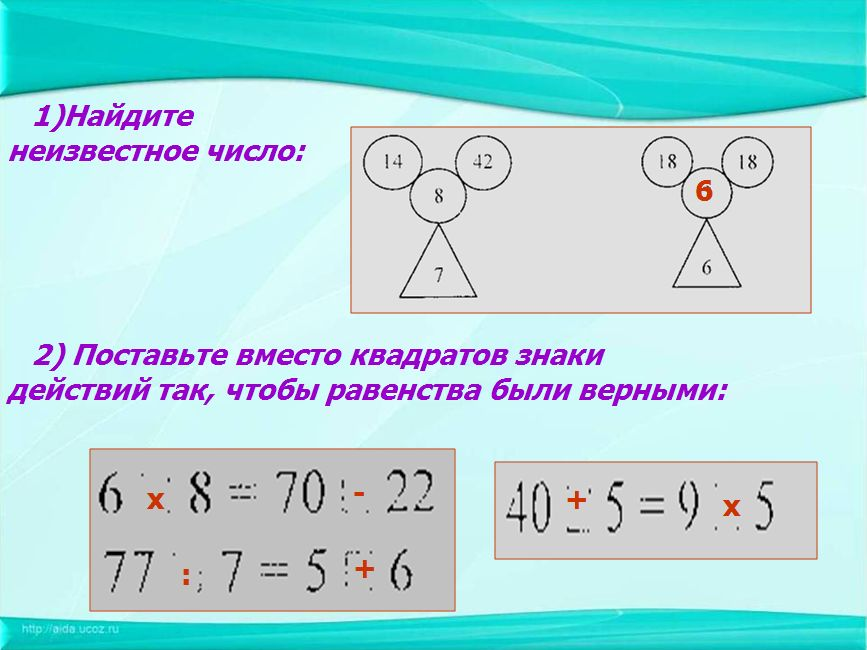 1)Найдите
неизвестное число:
14 42 18 18
8 6
7 6
2) Поставьте вместо квадратов знаки
действий так, чтобы равенства были верными:
6 x 8 = 70 - 22
77 : 7 = 5 + 6
40 + 5 = 9 x 5
http://aida.ucoz.ru